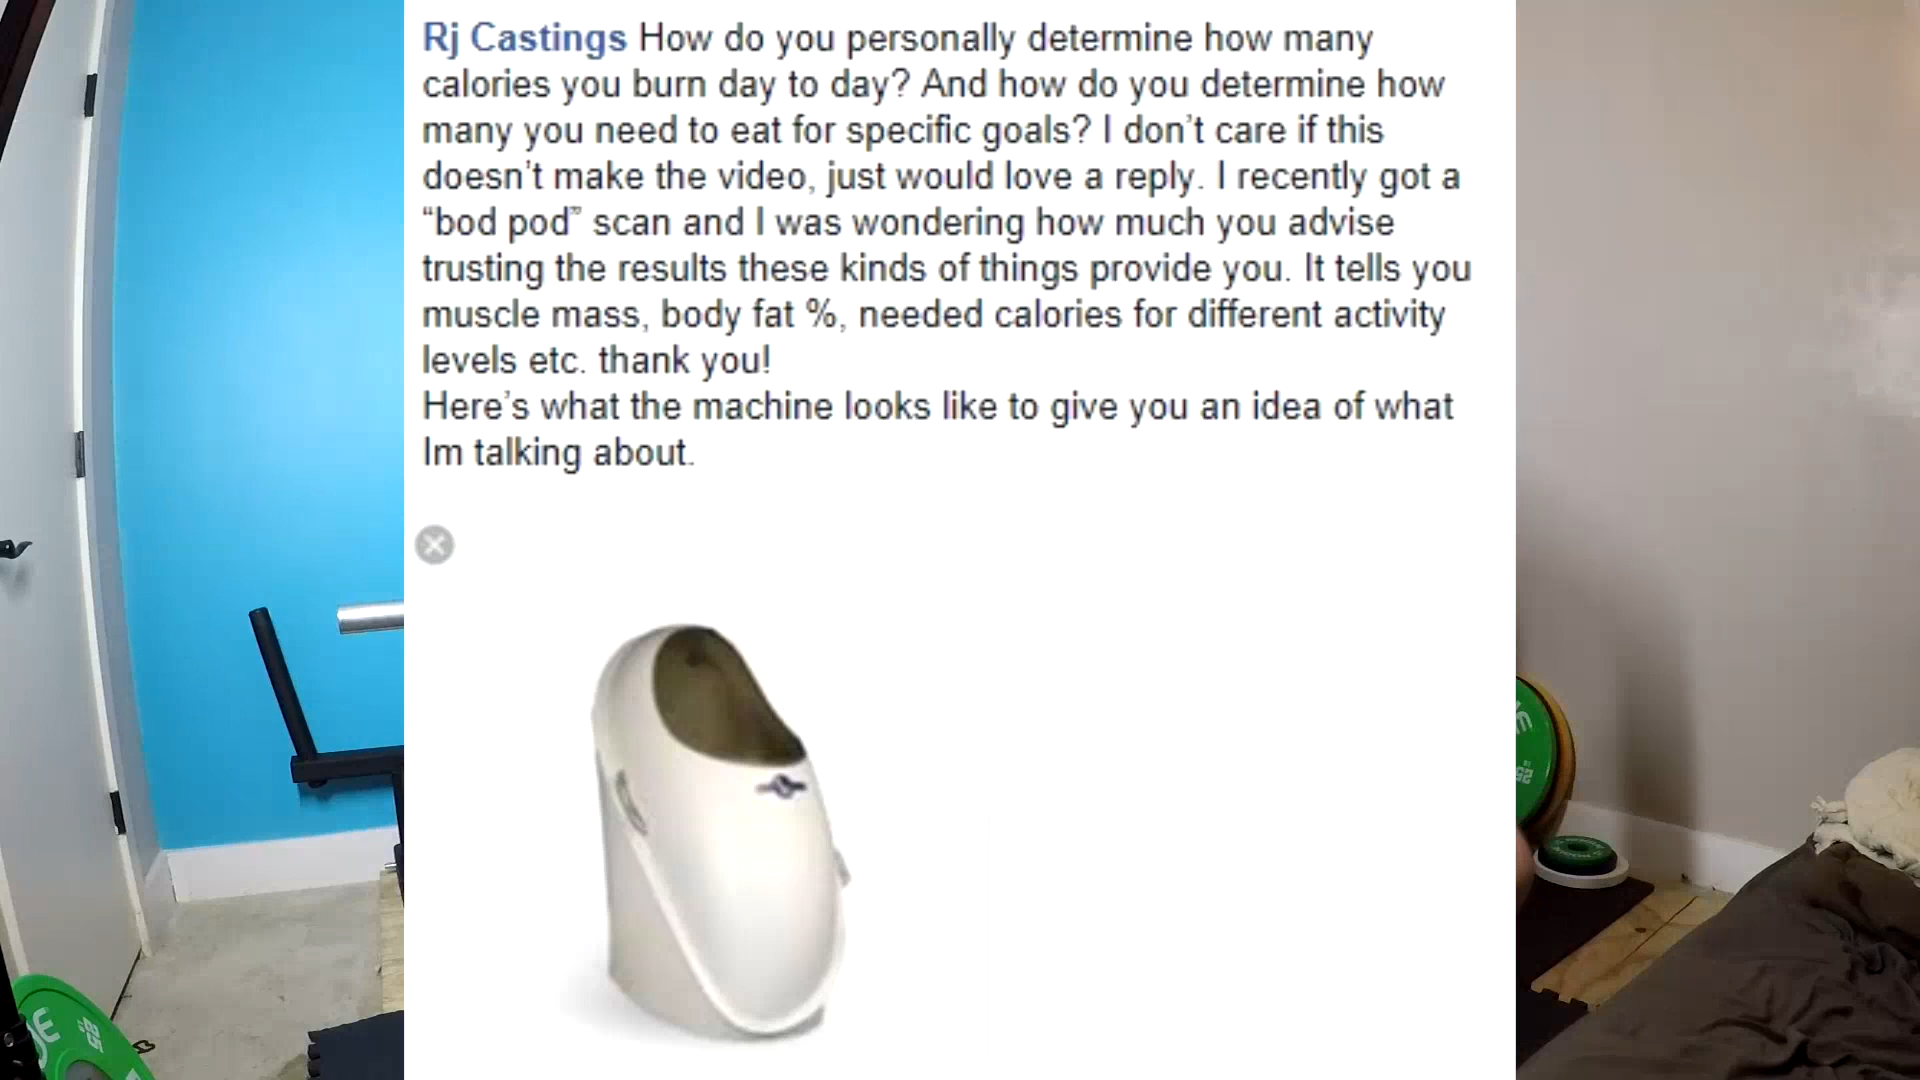 Rj Castings How do you personally determine how many
calories you burn day to day? And how do you determine how
many you need to eat for specific goals? I don't care if this
doesn't make the video, just would love a reply. I recently got a
“bod pod” scan and I was wondering how much you advise
trusting the results these kinds of things provide you. It tells you
muscle mass, body fat %, needed calories for different activity
levels etc. thank you!
Here's what the machine looks like to give you an idea of what
Im talking about.
25
25